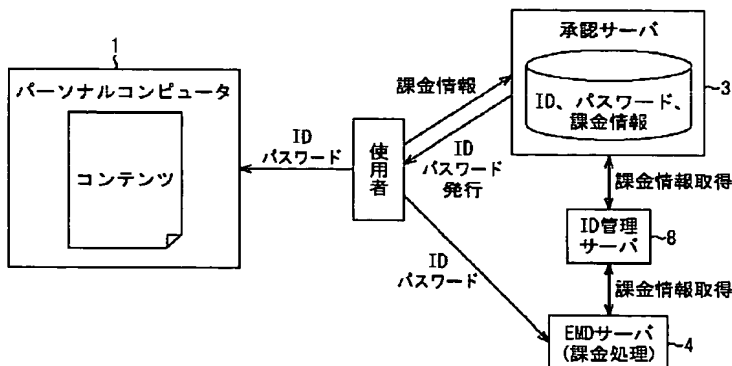 1
パーソナルコンピュータ
コンテンツ
ID
パスワード
使用者
課金情報
ID
パスワード
発行
承認サーバ
ID、パスワード、
課金情報
3
課金情報取得
ID管理
サーバ
8
課金情報取得
ID
パスワード
EMDサーバ
(課金処理)
4